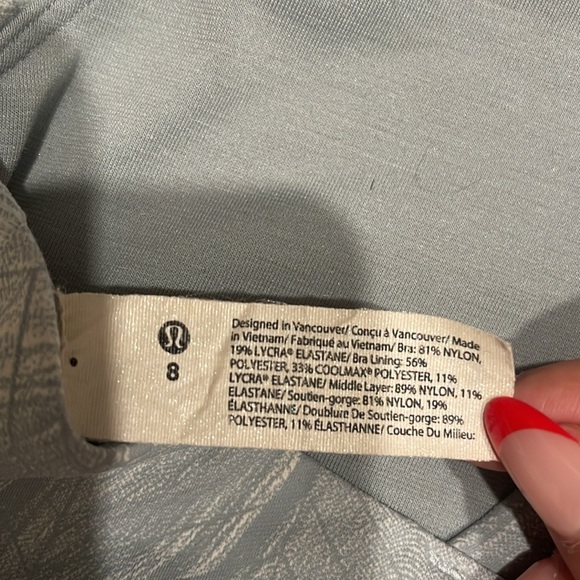 8
Designed in Vancouver/ Conçu à Vancouver/ Made
in Vietnam/ Fabriqué au Vietnam/ Bra: 81% NYLON,
19% LYCRA® ELASTANE/ Bra Lining: 56%
POLYESTER, 33% COOLMAX® POLYESTER, 11%
LYCRA® ELASTANE/ Middle Layer: 89% NYLON, 11%
ELASTANE/ Soutien-gorge: 81% NYLON, 19%
ÉLASTHANNE/ Doublure De Soutien-gorge: 89%
POLYESTER, 11% ÉLASTHANNE/ Couche Du Milieu: